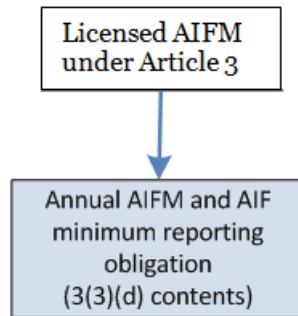 Licensed AIFM
under Article 3
Annual AIFM and AIF
minimum reporting
obligation
(3(3)(d) contents)